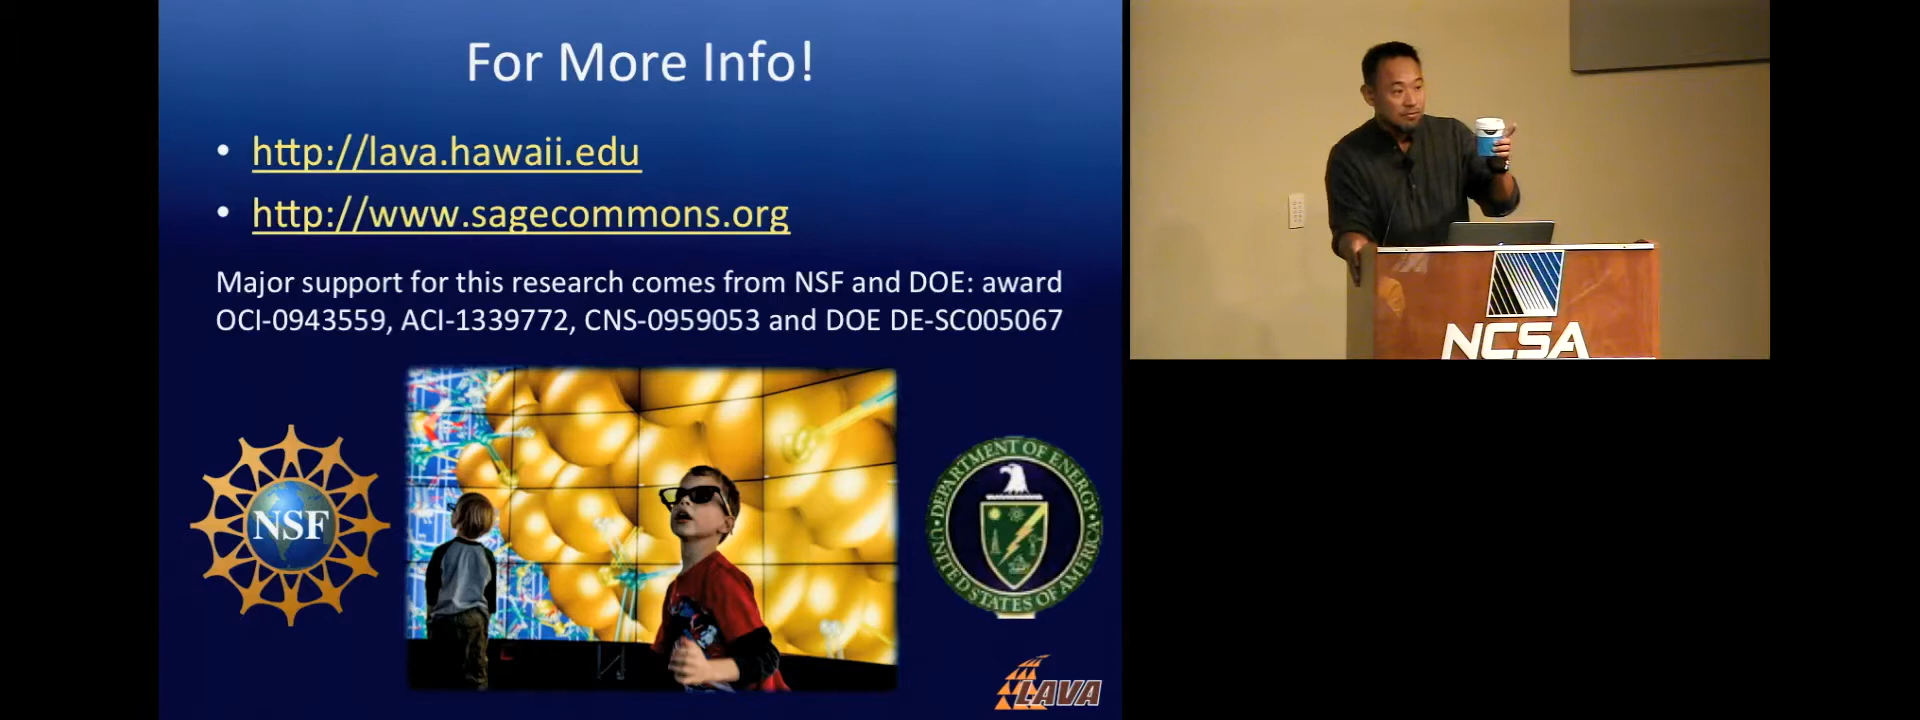 For More Info!
• http://lava.hawaii.edu
• http://www.sagecommons.org
Major support for this research comes from NSF and DOE: award
OCI-0943559, ACI-1339772, CNS-0959053 and DOE DE-SC005067
NSF
DEPARTMENT OF ENERGY
UNITED STATES OF AMERICA
LAVA
NCSA